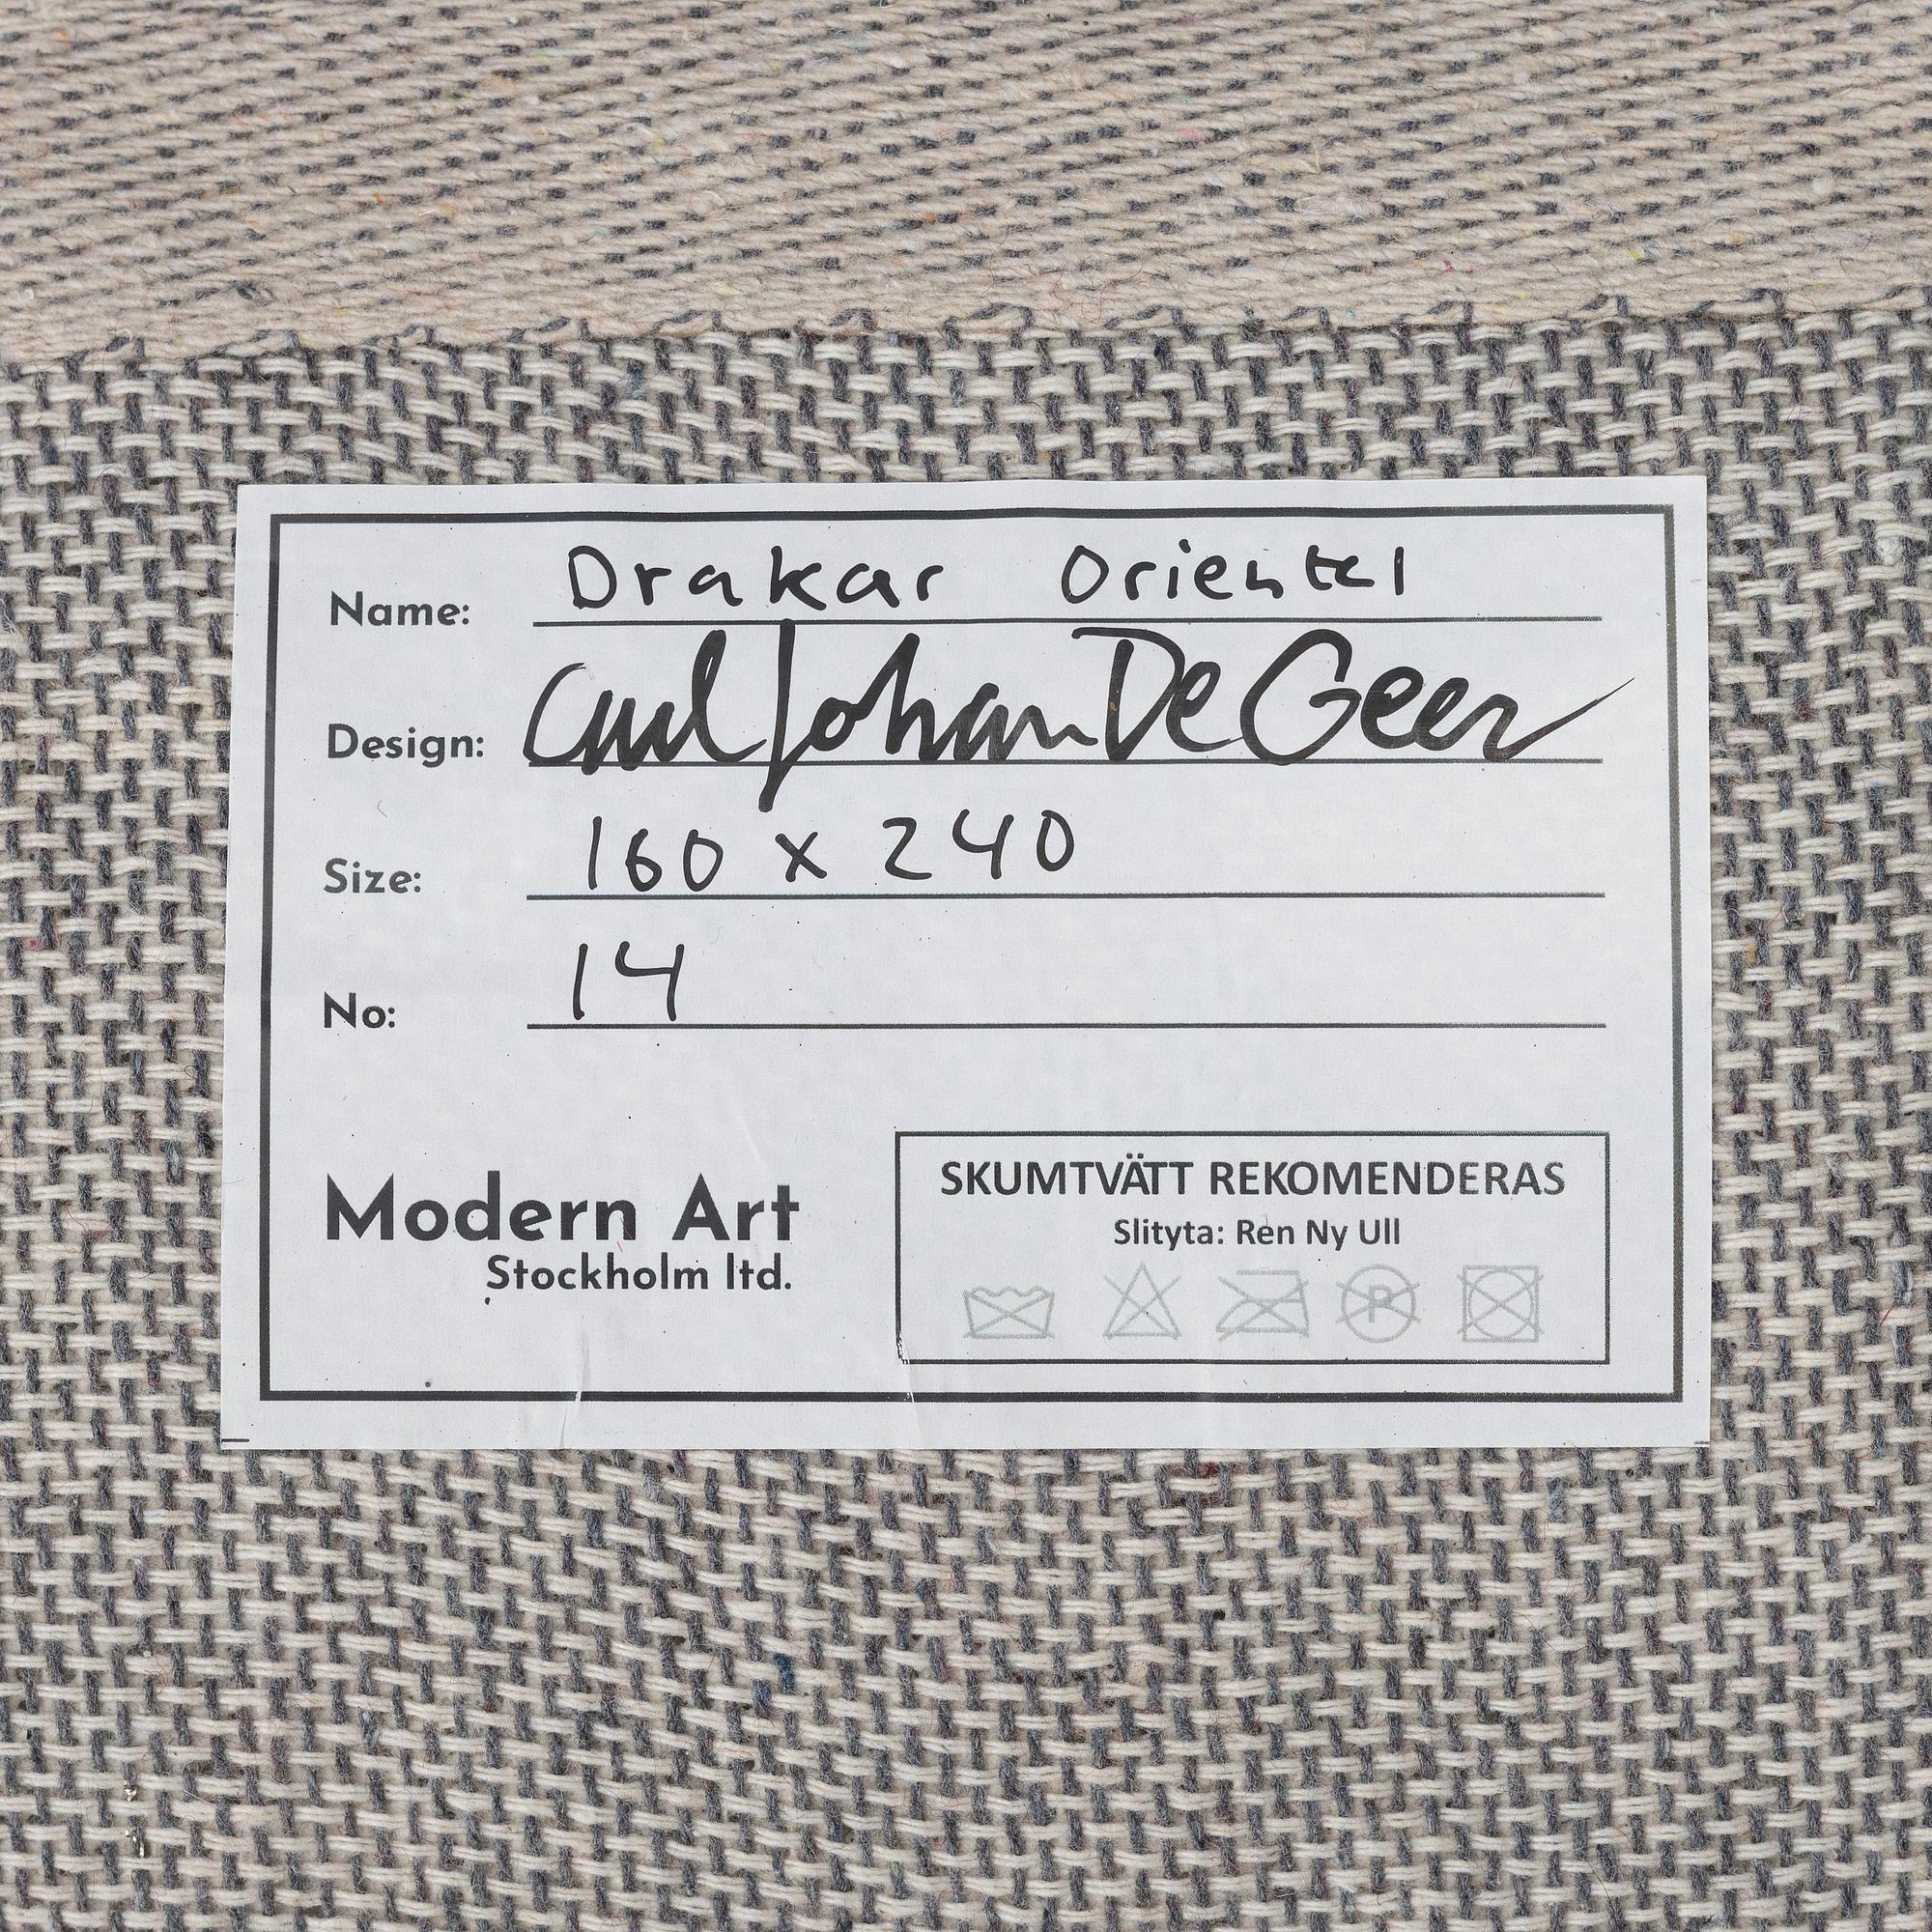 Name: Drakar Orientel
Design: Carl Johan De Geer
Size: 160 x 240
No: 14
Modern Art
Stockholm ltd.
SKUMTVÄTT REKOMENDERAS
Slityta: Ren Ny Ull
P